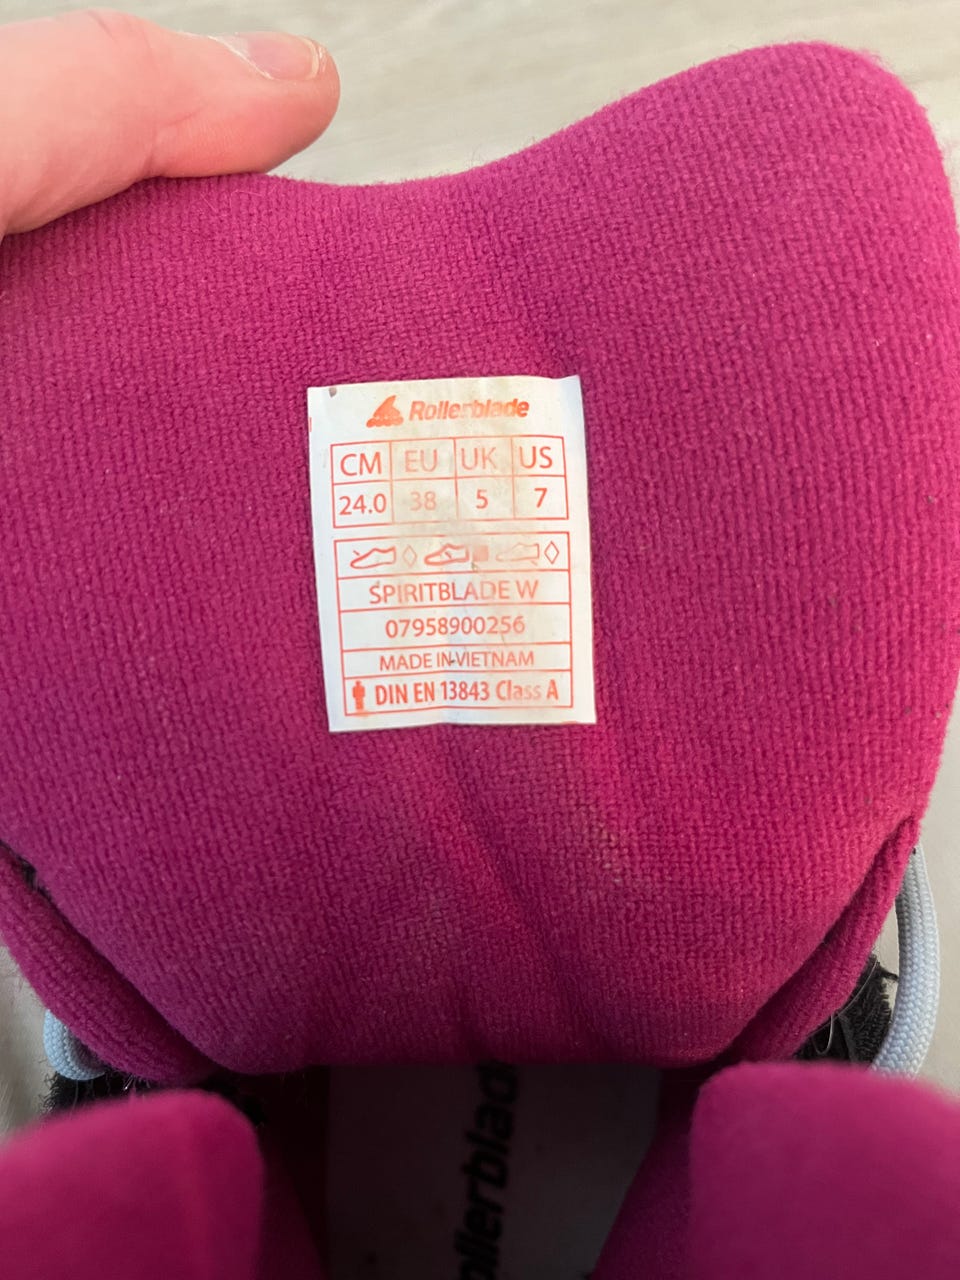 Rollerblade
CM EU UK US
24.0 38 5 7
SPIRITBLADE W
07958900256
MADE IN VIETNAM
DIN EN 13843 Class A
ollerblad